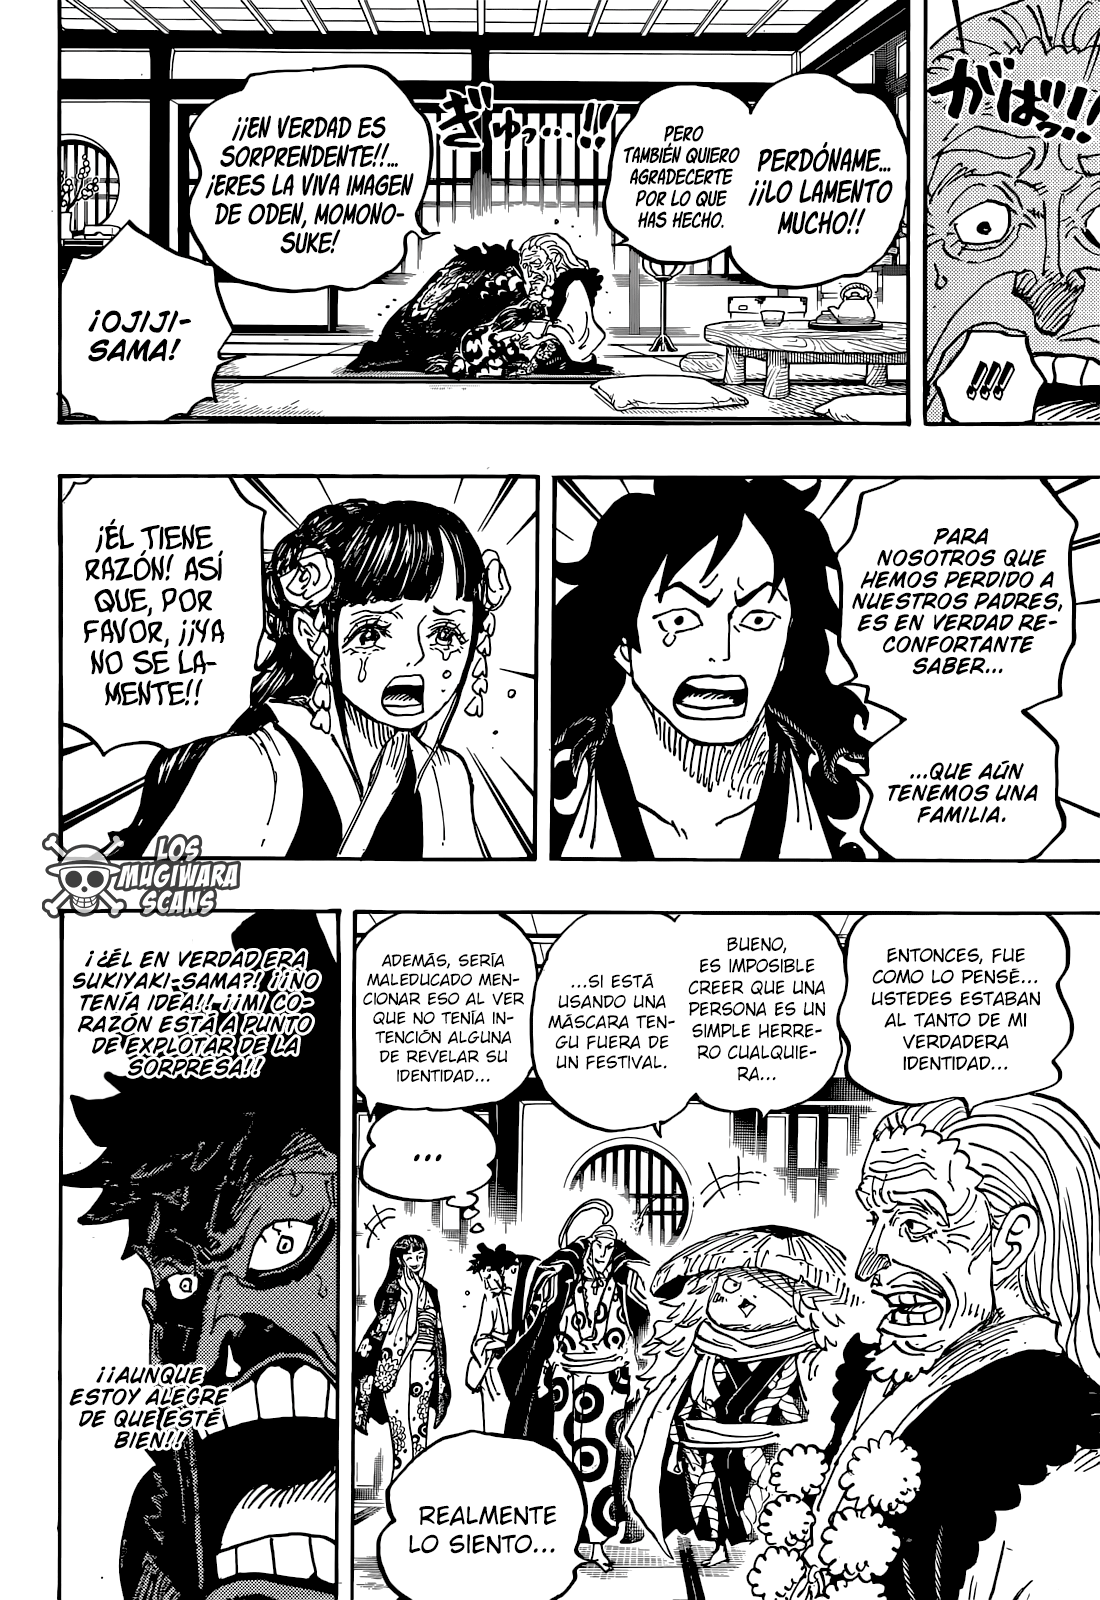 がばっ!!
!!!!
PERDÓNAME...
¡¡LO LAMENTO
MUCHO!!
PERO
TAMBIÉN QUIERO
AGRADECERTE
POR LO QUE
HAS HECHO.
ぎゅっ…!!
¡¡EN VERDAD ES
SORPRENDENTE!!...
¡ERES LA VIVA IMAGEN
DE ODEN, MOMONO-
SUKE!
¡OJIJI-
SAMA!
PARA
NOSOTROS QUE
HEMOS PERDIDO A
NUESTROS PADRES,
ES EN VERDAD RE-
CONFORTANTE
SABER...
...QUE AÚN
TENEMOS UNA
FAMILIA.
¡ÉL TIENE
RAZÓN! ASÍ
QUE, POR
FAVOR, ¡¡YA
NO SE LA-
MENTE!!
LOS
MUGIWARA
SCANS
ENTONCES, FUE
COMO LO PENSÉ...
USTEDES ESTABAN
AL TANTO DE MI
VERDADERA
IDENTIDAD...
BUENO,
ES IMPOSIBLE
CREER QUE UNA
PERSONA ES UN
SIMPLE HERRE-
RO CUALQUIE-
RA...
...SI ESTÁ
USANDO UNA
MÁSCARA TEN-
GU FUERA DE
UN FESTIVAL.
ADEMÁS, SERÍA
MALEDUCADO MEN-
CIONAR ESO AL VER
QUE NO TENÍA IN-
TENCIÓN ALGUNA
DE REVELAR SU
IDENTIDAD...
...
REALMENTE
LO SIENTO...
¡¿ÉL EN VERDAD ERA
SUKIYAKI-SAMA?! ¡¡NO
TENÍA IDEA!! ¡¡MI CO-
RAZÓN ESTÁ A PUNTO
DE EXPLOTAR DE LA
SORPRESA!!
¡¡AUNQUE
ESTOY ALEGRE
DE QUE ESTÉ
BIEN!!